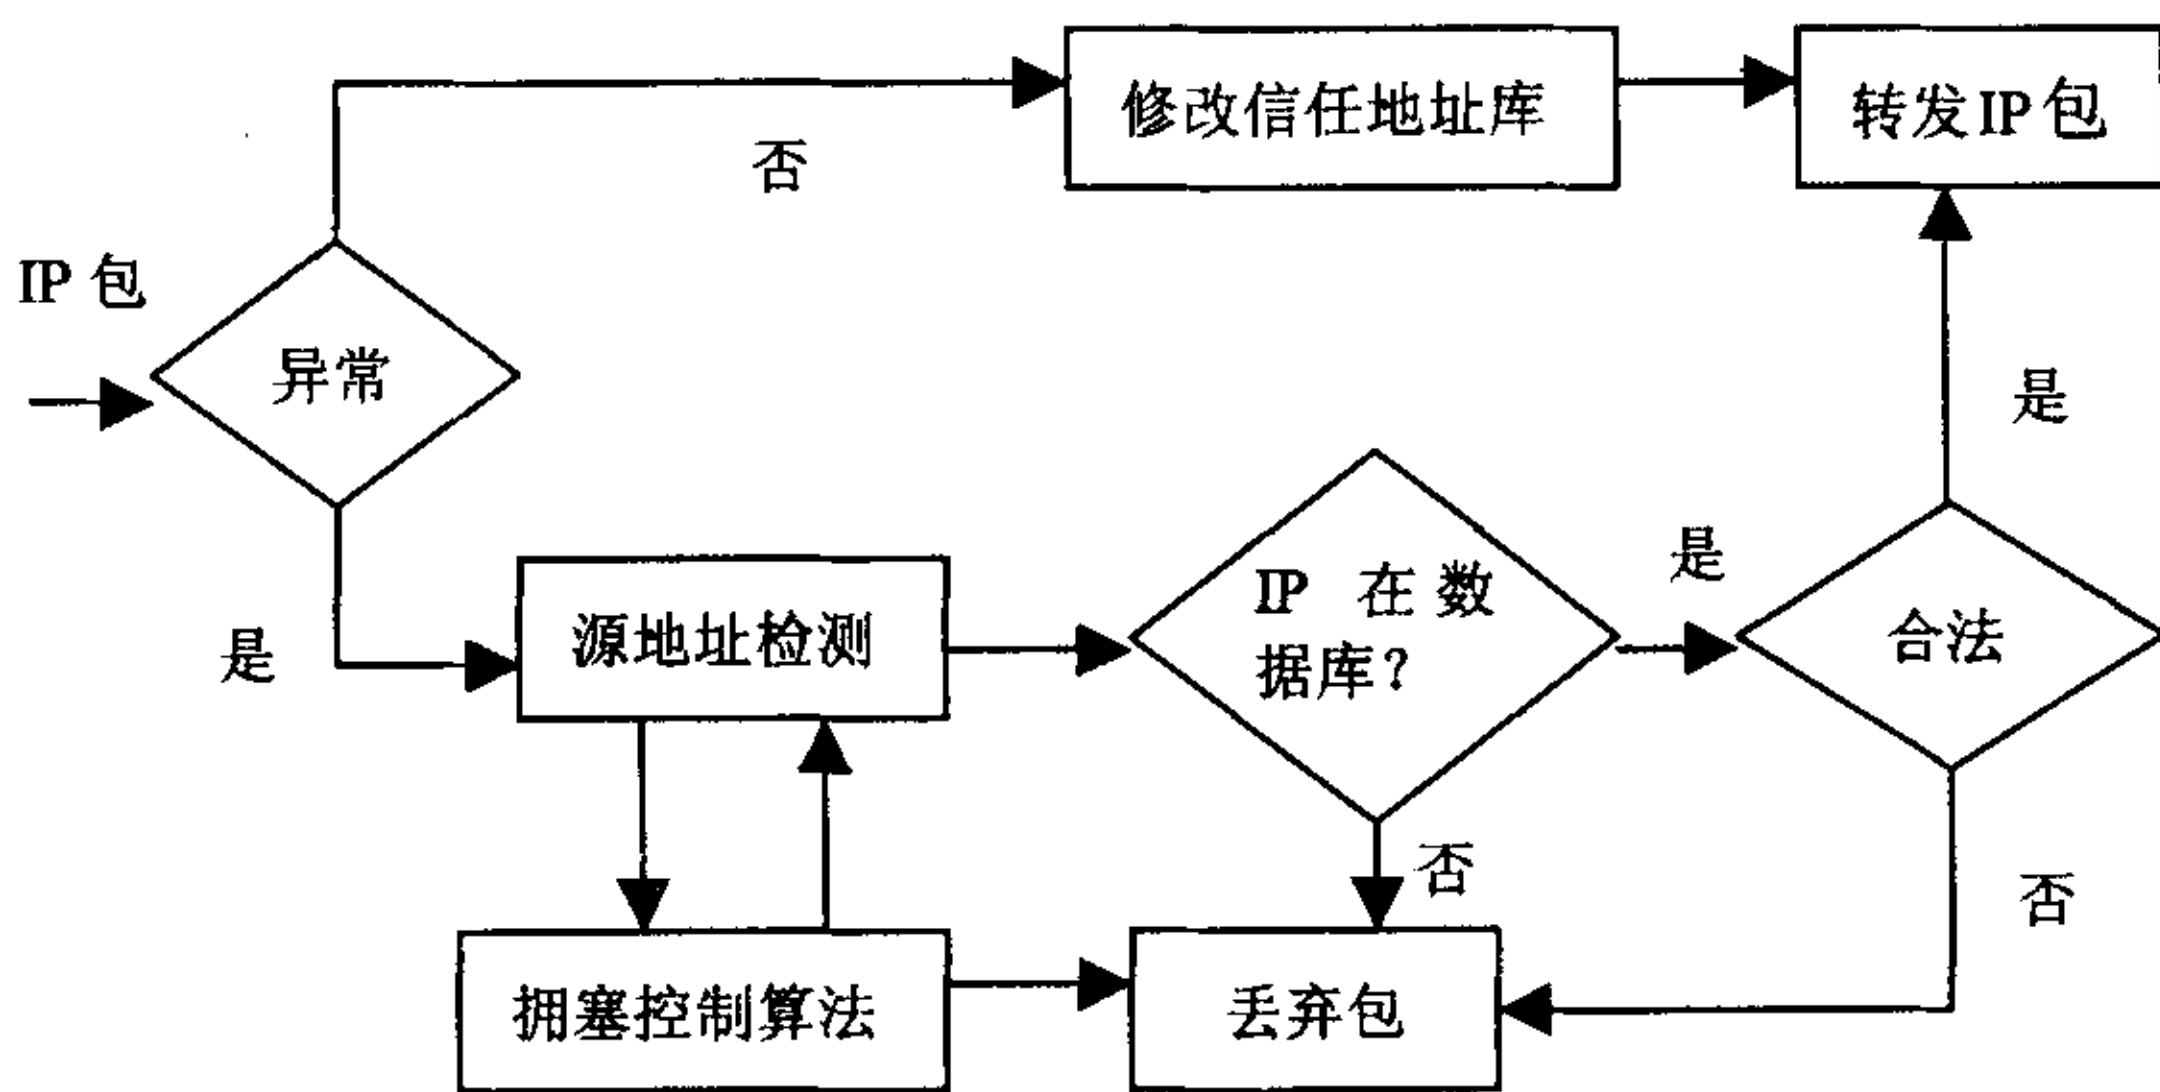 修改信任地址库
转发IP包
否
IP 包
异常
是
IP 在数
据库?
是
源地址检测
合法
是
否
否
拥塞控制算法
丢弃包